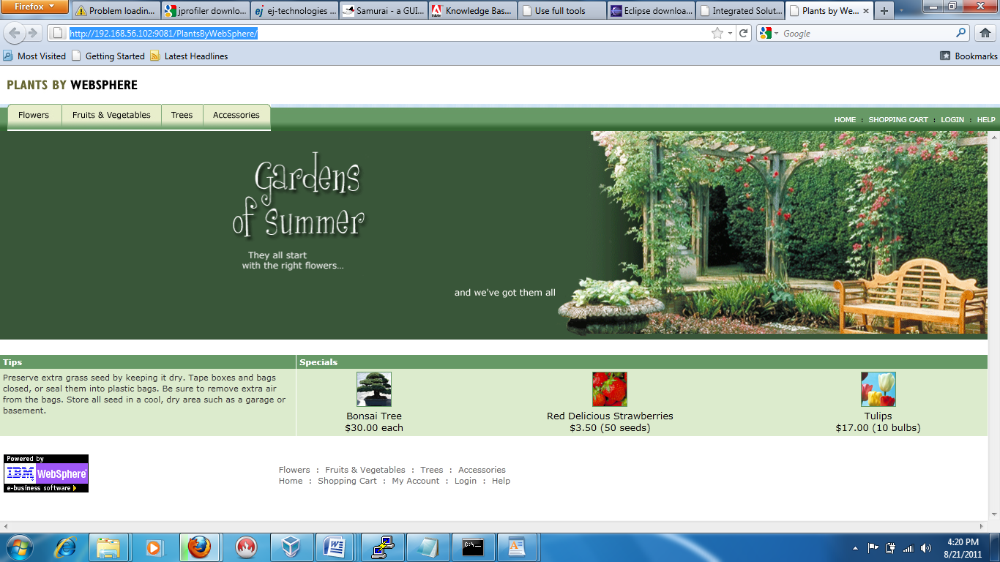 Firefox
Problem loadin...
jprofiler downlo...
ej-technologies ...
Samurai - a GUI...
Knowledge Bas...
Use full tools
Eclipse downloa...
Integrated Solut...
Plants by We...
http://192.168.56.102:9081/PlantsByWebSphere/
Google
Most Visited
Getting Started
Latest Headlines
Bookmarks
PLANTS BY WEBSPHERE
Flowers
Fruits & Vegetables
Trees
Accessories
HOME : SHOPPING CART : LOGIN : HELP
Gardens
of Summer
They all start
with the right flowers...
and we've got them all
Tips
Preserve extra grass seed by keeping it dry. Tape boxes and bags
closed, or seal them into plastic bags. Be sure to remove extra air
from the bags. Store all seed in a cool, dry area such as a garage or
basement.
Specials
Bonsai Tree
$30.00 each
Red Delicious Strawberries
$3.50 (50 seeds)
Tulips
$17.00 (10 bulbs)
Powered by
IBM WebSphere
e-business software
Flowers : Fruits & Vegetables : Trees : Accessories
Home : Shopping Cart : My Account : Login : Help
4:20 PM
8/21/2011